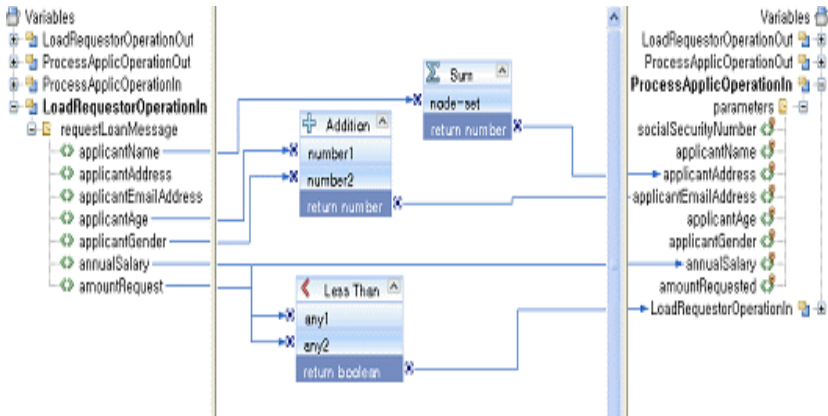 Variables
LoadRequestorOperationOut
ProcessApplicOperationOut
ProcessApplicOperationIn
LoadRequestorOperationIn
requestLoanMessage
applicantName
applicantAddress
applicantEmailAddress
applicantAge
applicantGender
annualSalary
amountRequest
Sum
node-set
return number
Addition
number1
number2
return number
Less Than
any1
any2
return boolean
Variables
LoadRequestorOperationOut
ProcessApplicOperationOut
ProcessApplicOperationIn
parameters
socialSecurityNumber
applicantName
applicantAddress
applicantEmailAddress
applicantAge
applicantGender
annualSalary
amountRequested
LoadRequestorOperationIn